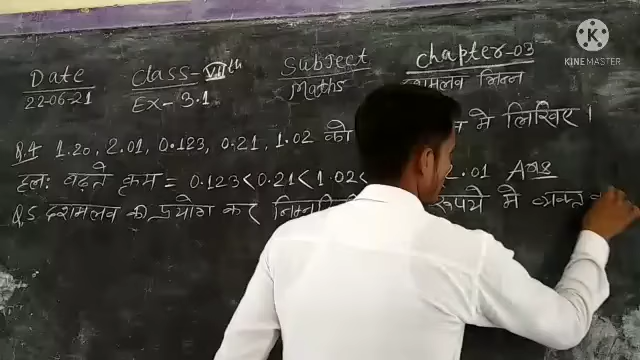 Date Class-VIIth Subject Chapter-03
22-06-21 Ex-3.1 Maths दशमलव भिन्न
Q.4 1.20, 2.01, 0.123, 0.21, 1.02 को मे लिखिए।
हलः बढ़ते क्रम = 0.123<0.21<1.02< 2.01 Ans
Q.5 दशमलव का प्रयोग कर रूपये मे व्यक्त
KINEMASTER